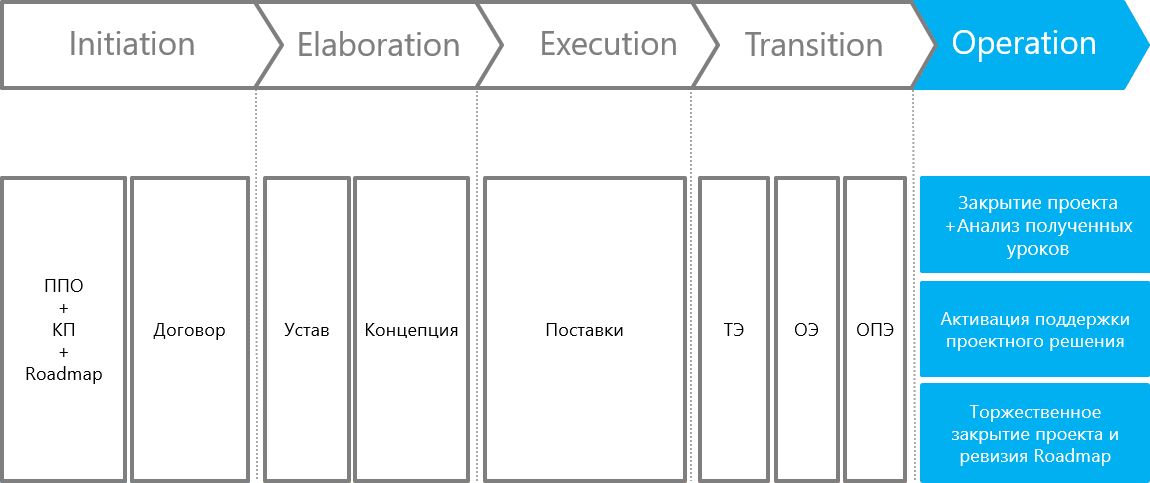 Initiation
Elaboration
Execution
Transition
Operation
ППО
+
КП
+
Roadmap
Договор
Устав
Концепция
Поставки
ТЭ
ОЭ
ОПЭ
Закрытие проекта
+Анализ полученных
уроков
Активация поддержки
проектного решения
Торжественное
закрытие проекта и
ревизия Roadmap